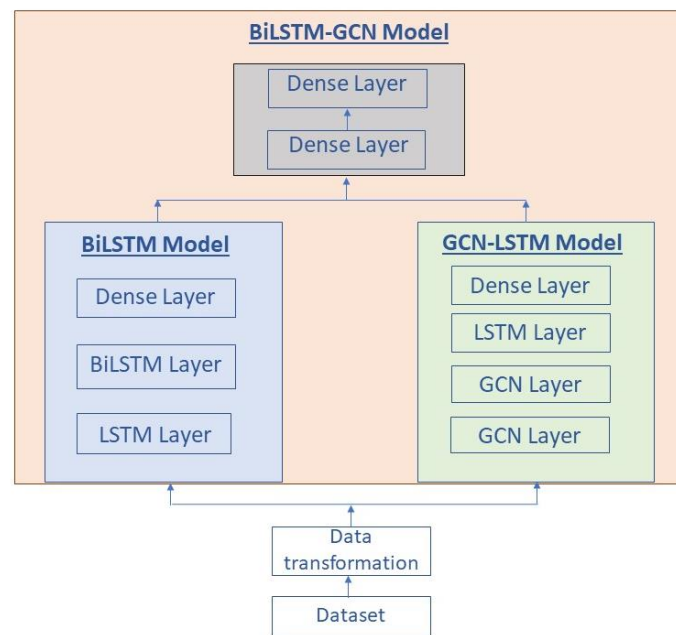 BiLSTM-GCN Model
Dense Layer
Dense Layer
BiLSTM Model
Dense Layer
BiLSTM Layer
LSTM Layer
GCN-LSTM Model
Dense Layer
LSTM Layer
GCN Layer
GCN Layer
Data
transformation
Dataset